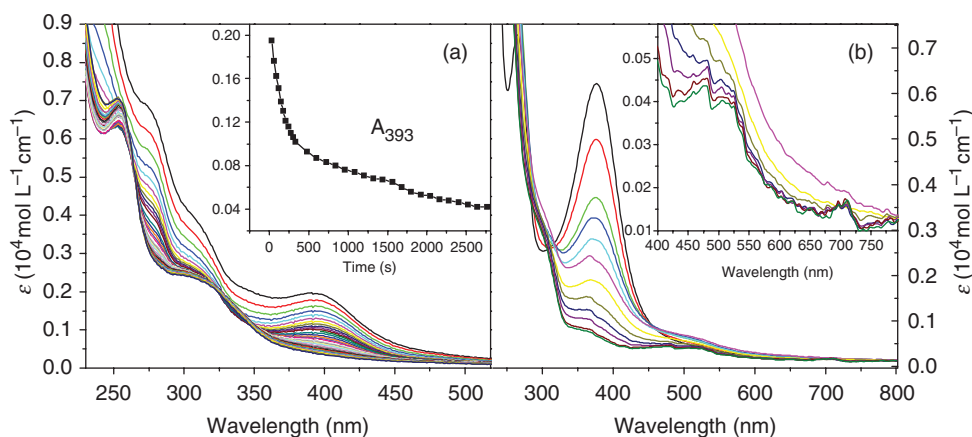 0.9
0.8
0.7
0.6
0.5
0.4
0.3
0.2
0.1
0.0
ε (10⁴mol L⁻¹cm⁻¹)
250 300 350 400 450 500
Wavelength (nm)
0.20
0.16
0.12
0.08
0.04
0 500 1000 1500 2000 2500
Time (s)
(a)
A₃₉₃
300 400 500 600 700 800
Wavelength (nm)
(b)
0.05
0.04
0.03
0.02
0.01
400 450 500 530 600 650 700 750
Wavelength (nm)
0.7
0.6
0.5
0.4
0.3
0.2
0.1
0.0
ε (10⁴mol L⁻¹cm⁻¹)